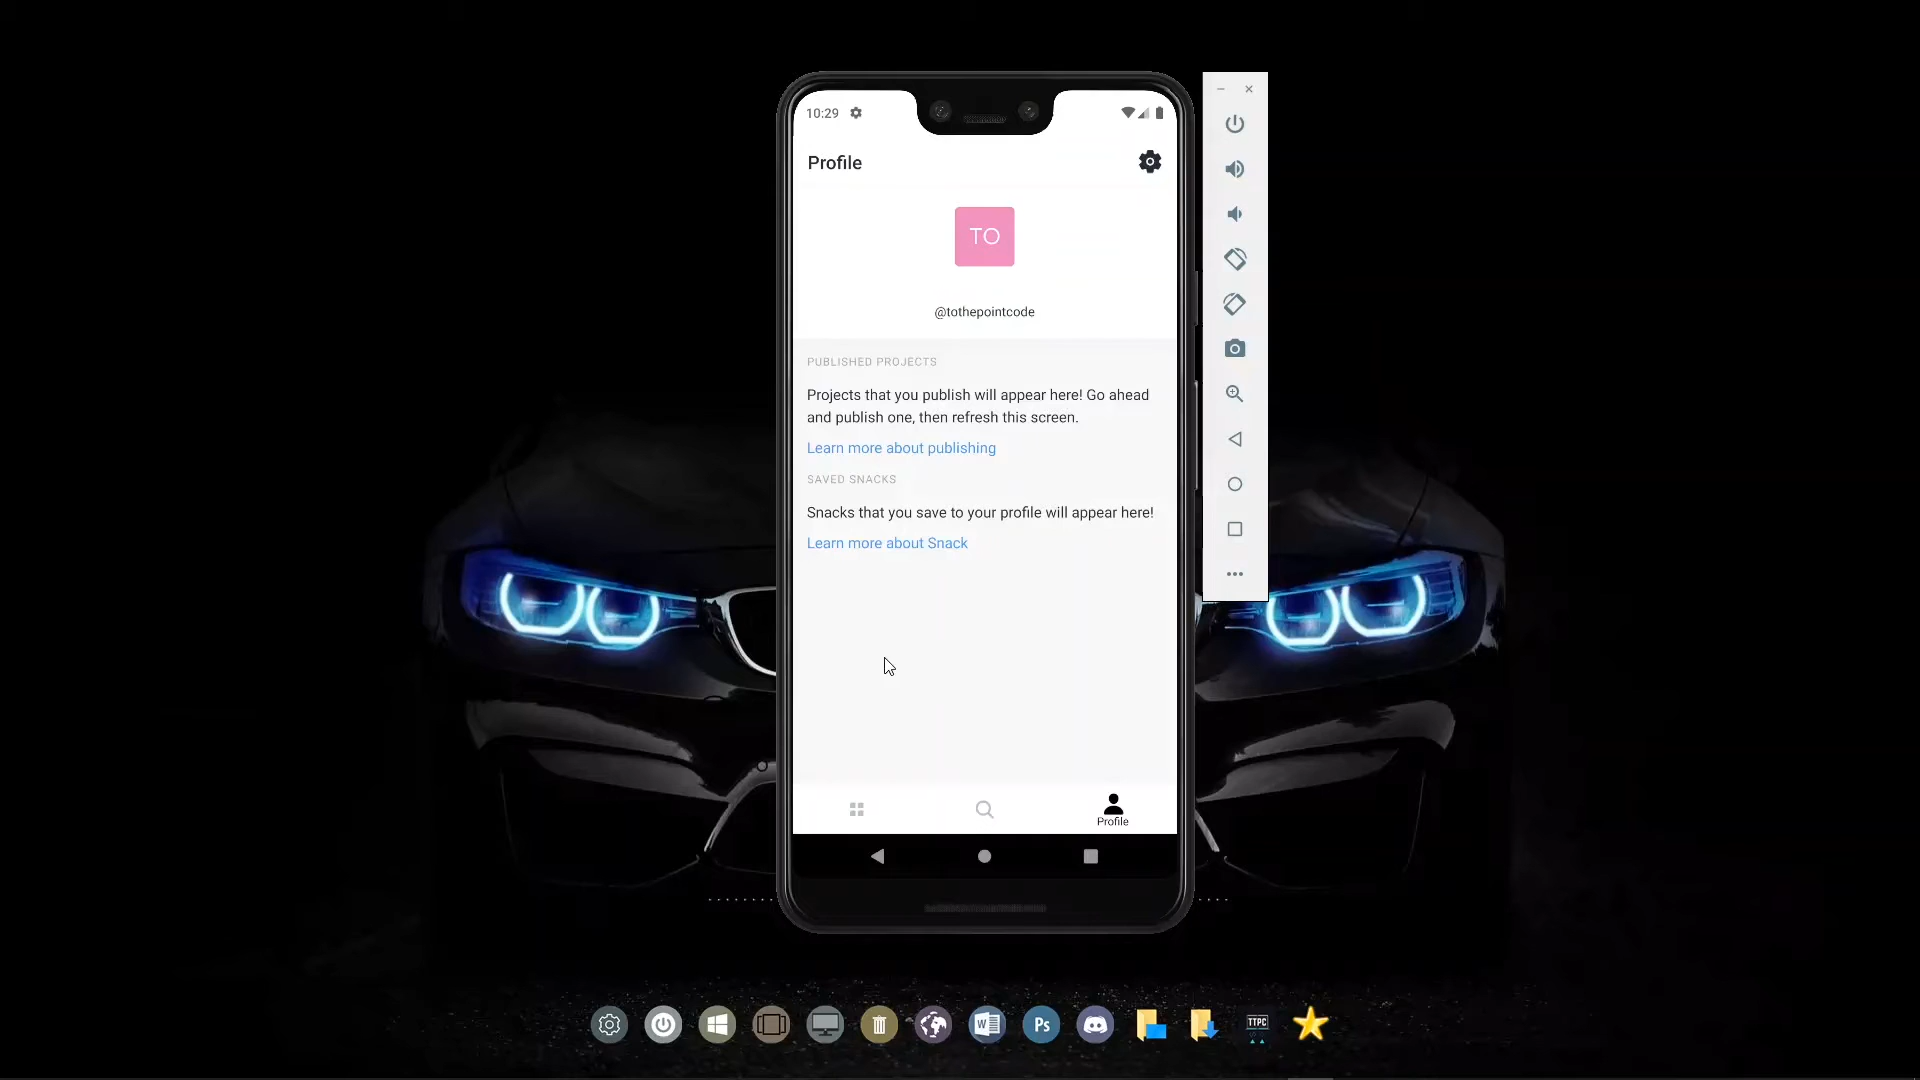 10:29
Profile
TO
@tothepointcode
PUBLISHED PROJECTS
Projects that you publish will appear here! Go ahead
and publish one, then refresh this screen.
Learn more about publishing
SAVED SNACKS
Snacks that you save to your profile will appear here!
Learn more about Snack
Profile
W
Ps
TTPC